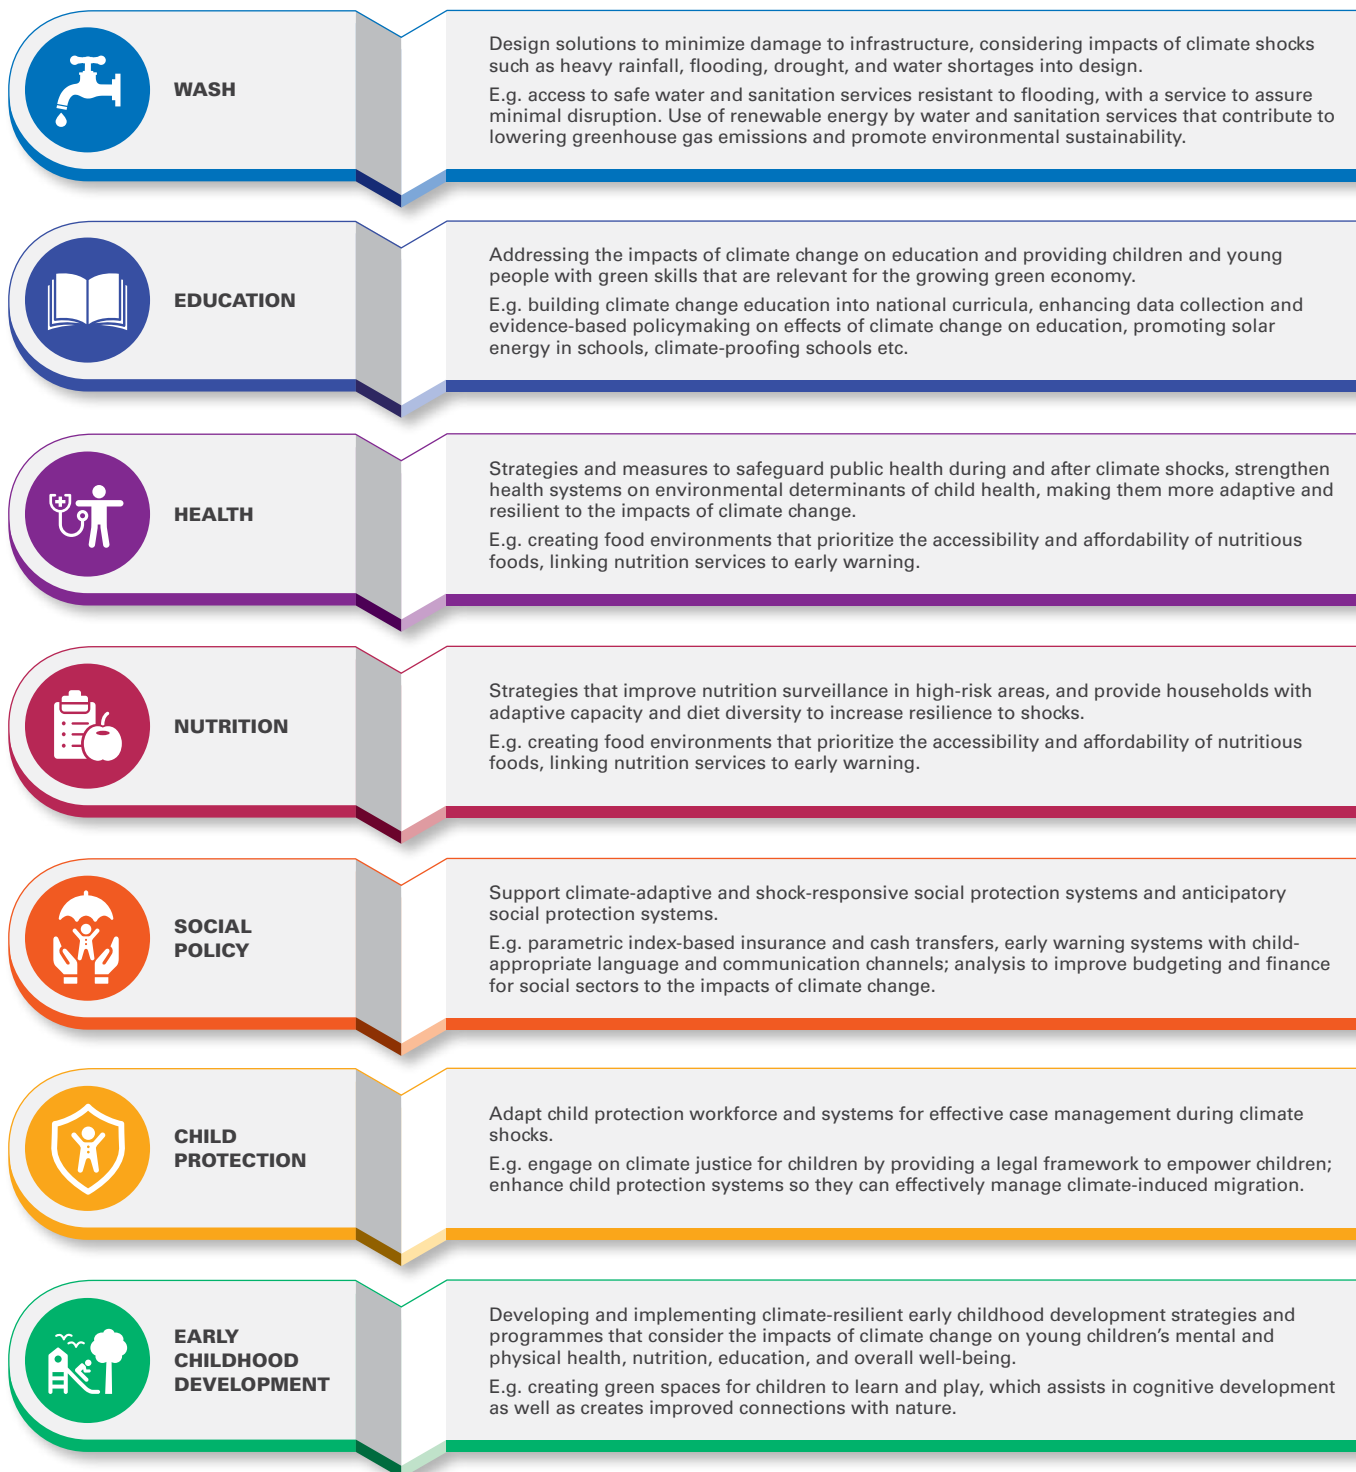 WASH
Design solutions to minimize damage to infrastructure, considering impacts of climate shocks
such as heavy rainfall, flooding, drought, and water shortages into design.
E.g. access to safe water and sanitation services resistant to flooding, with a service to assure
minimal disruption. Use of renewable energy by water and sanitation services that contribute to
lowering greenhouse gas emissions and promote environmental sustainability.
EDUCATION
Addressing the impacts of climate change on education and providing children and young
people with green skills that are relevant for the growing green economy.
E.g. building climate change education into national curricula, enhancing data collection and
evidence-based policymaking on effects of climate change on education, promoting solar
energy in schools, climate-proofing schools etc.
HEALTH
Strategies and measures to safeguard public health during and after climate shocks, strengthen
health systems on environmental determinants of child health, making them more adaptive and
resilient to the impacts of climate change.
E.g. creating food environments that prioritize the accessibility and affordability of nutritious
foods, linking nutrition services to early warning.
NUTRITION
Strategies that improve nutrition surveillance in high-risk areas, and provide households with
adaptive capacity and diet diversity to increase resilience to shocks.
E.g. creating food environments that prioritize the accessibility and affordability of nutritious
foods, linking nutrition services to early warning.
SOCIAL
POLICY
Support climate-adaptive and shock-responsive social protection systems and anticipatory
social protection systems.
E.g. parametric index-based insurance and cash transfers, early warning systems with child-
appropriate language and communication channels; analysis to improve budgeting and finance
for social sectors to the impacts of climate change.
CHILD
PROTECTION
Adapt child protection workforce and systems for effective case management during climate
shocks.
E.g. engage on climate justice for children by providing a legal framework to empower children;
enhance child protection systems so they can effectively manage climate-induced migration.
EARLY
CHILDHOOD
DEVELOPMENT
Developing and implementing climate-resilient early childhood development strategies and
programmes that consider the impacts of climate change on young children’s mental and
physical health, nutrition, education, and overall well-being.
E.g. creating green spaces for children to learn and play, which assists in cognitive development
as well as creates improved connections with nature.